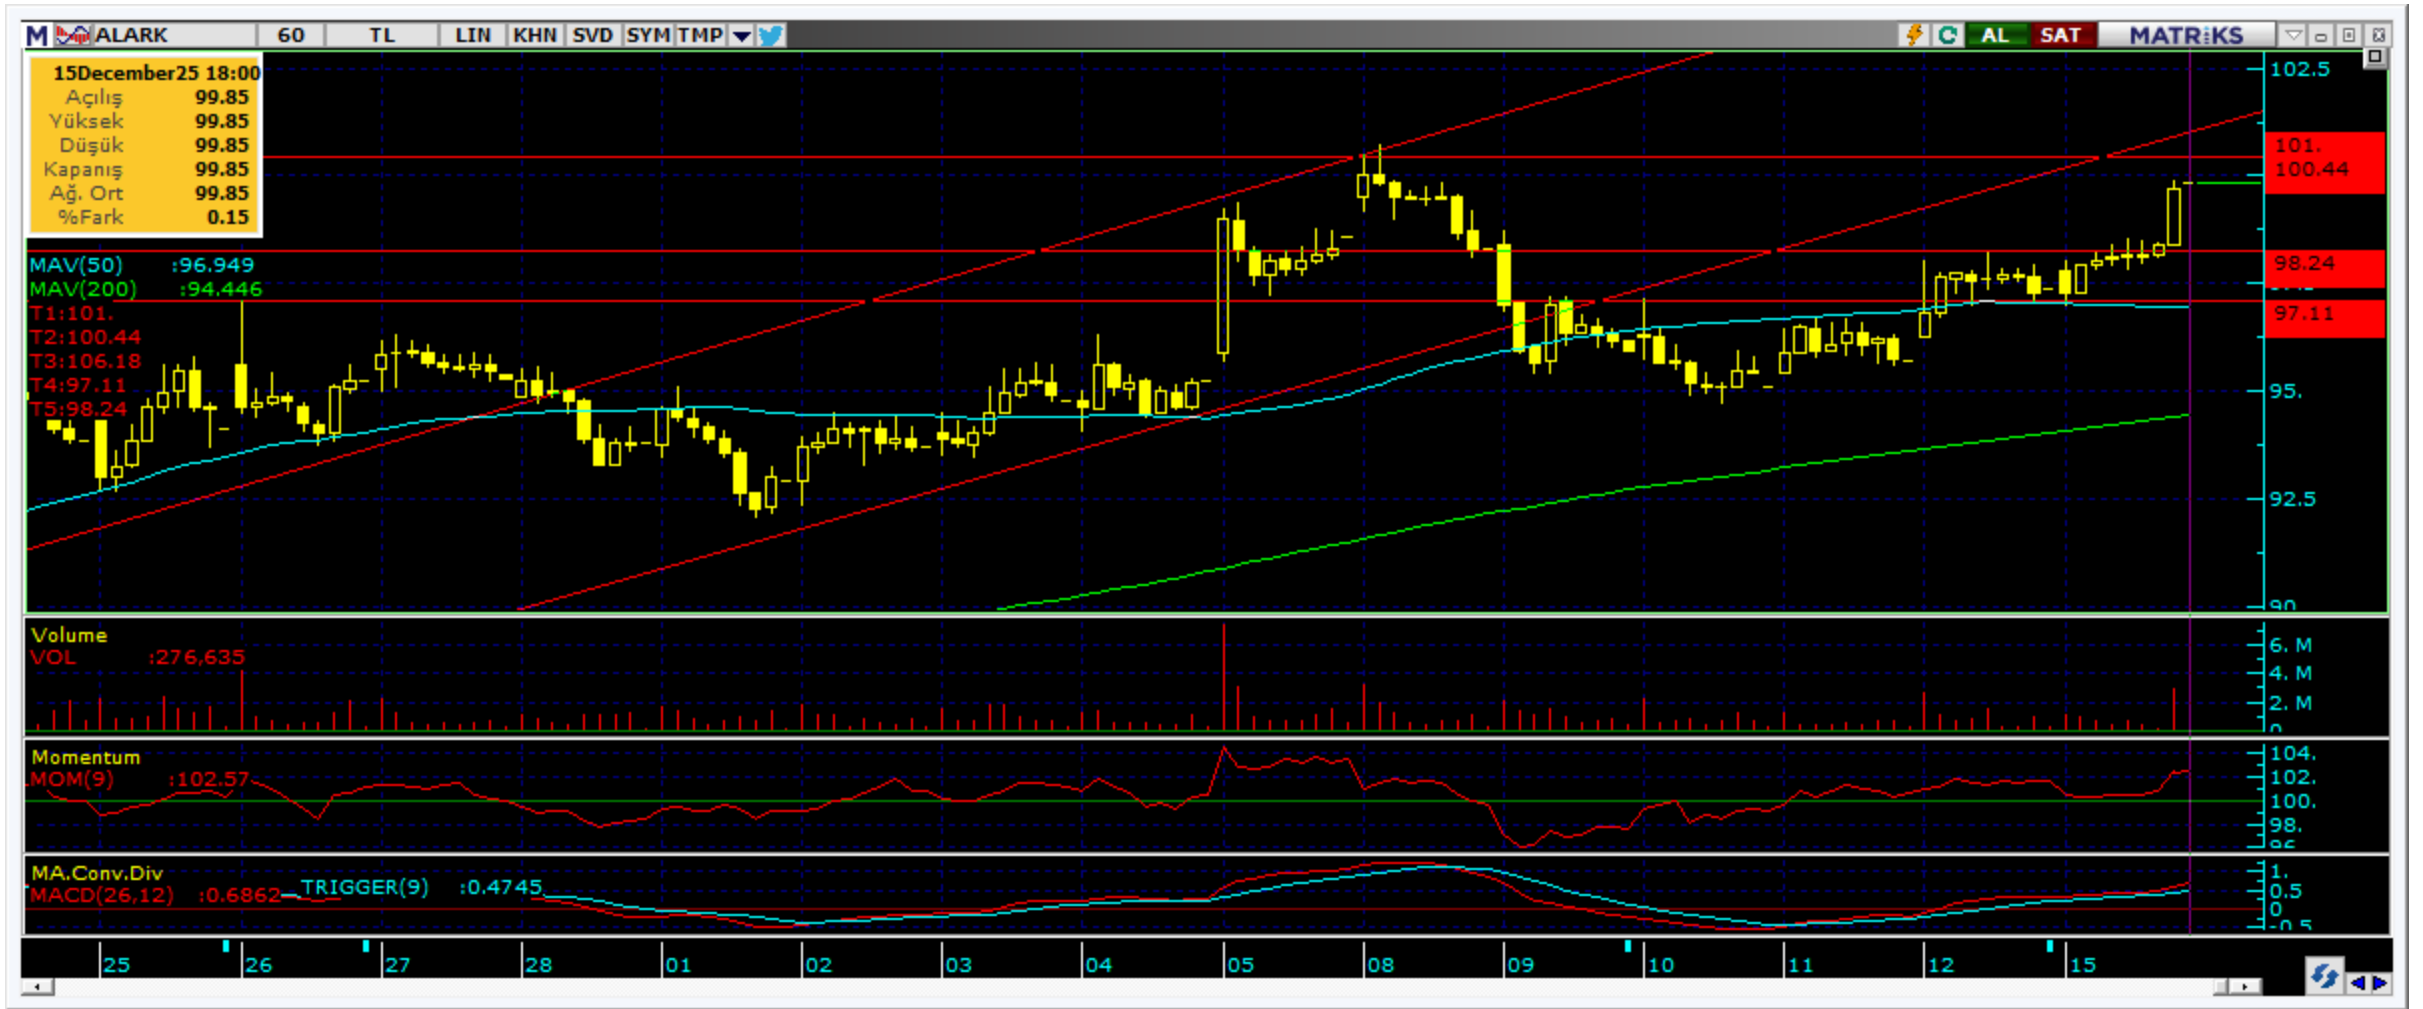 M ALARK 60 TL LIN KHN SVD SYM TMP AL SAT MATRiKS
15December25 18:00
Açılış 99.85
Yüksek 99.85
Düşük 99.85
Kapanış 99.85
Ağ. Ort 99.85
%Fark 0.15
MAV(50) :96.949
MAV(200) :94.446
T1:101.
T2:100.44
T3:106.18
T4:97.11
T5:98.24
102.5
101.
100.44
98.24
97.11
95.
92.5
90
Volume
VOL :276,635
6. M
4. M
2. M
0
Momentum
MOM(9) :102.57
104.
102.
100.
98.
96
MA.Conv.Div
MACD(26,12) :0.6862 TRIGGER(9) :0.4745
1.
0.5
0
-0.5
25 26 27 28 01 02 03 04 05 08 09 10 11 12 15